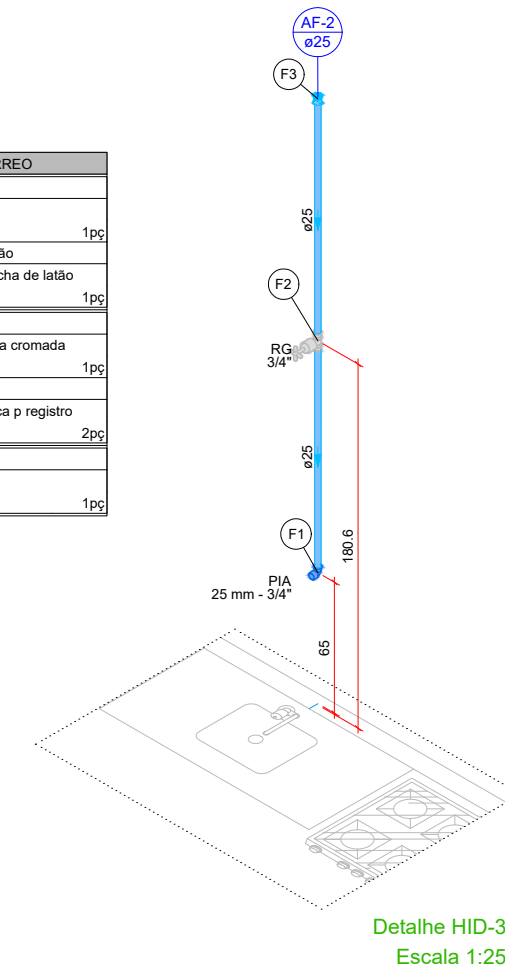 AF-2
ø25
F3
RREO
1pç
ão
cha de latão
1pç
a cromada
1pç
ca p registro
2pç
1pç
ø25
F2
RG
3/4"
ø25
F1
PIA
25 mm - 3/4"
180.6
65
Detalhe HID-3
Escala 1:25